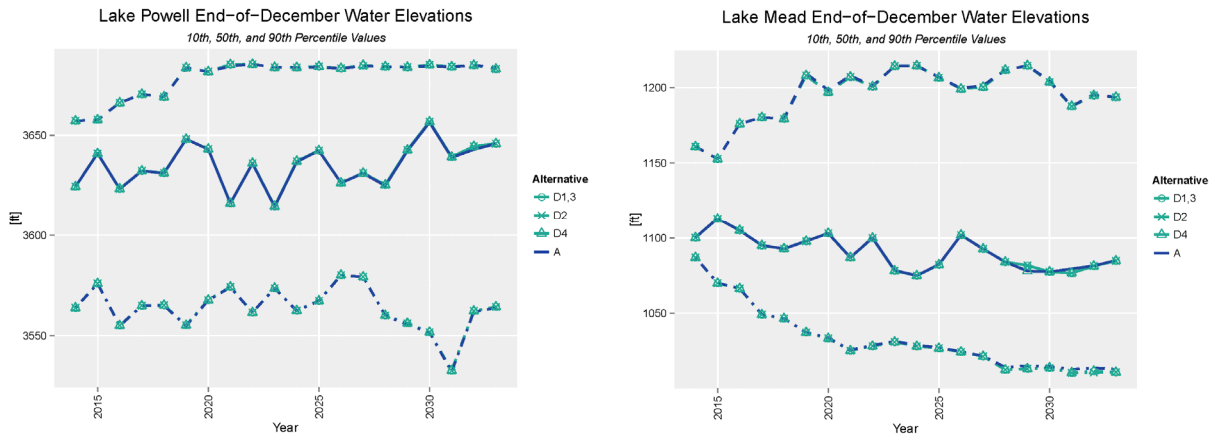 Lake Powell End-of-December Water Elevations
10th, 50th, and 90th Percentile Values
[ft]
3650
3600
3550
2015
2020
2025
2030
Year
Alternative
D1,3
D2
D4
A
Lake Mead End-of-December Water Elevations
10th, 50th, and 90th Percentile Values
[ft]
1200
1150
1100
1050
2015
2020
2025
2030
Year
Alternative
D1,3
D2
D4
A